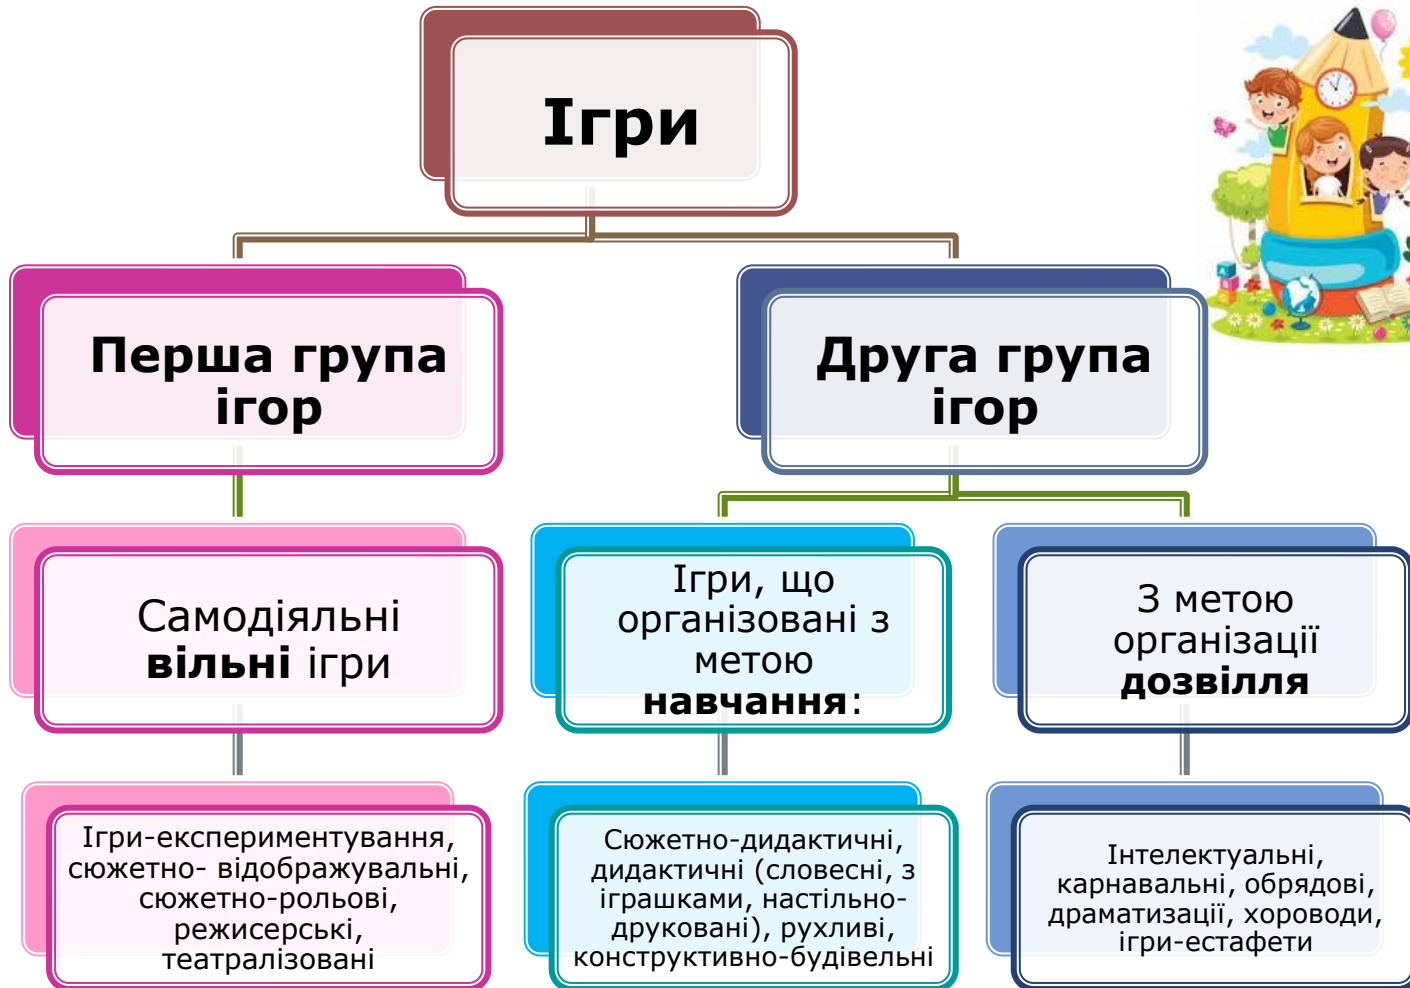 Ігри
Перша група
ігор
Друга група
ігор
Самодіяльні
вільні ігри
Ігри, що
організовані з
метою
навчання:
З метою
організації
дозвілля
Ігри-експериментування,
сюжетно- відображувальні,
сюжетно-рольові,
режисерські,
театралізовані
Сюжетно-дидактичні,
дидактичні (словесні, з
іграшками, настільно-
друковані), рухливі,
конструктивно-будівельні
Інтелектуальні,
карнавальні, обрядові,
драматизації, хороводи,
ігри-естафети